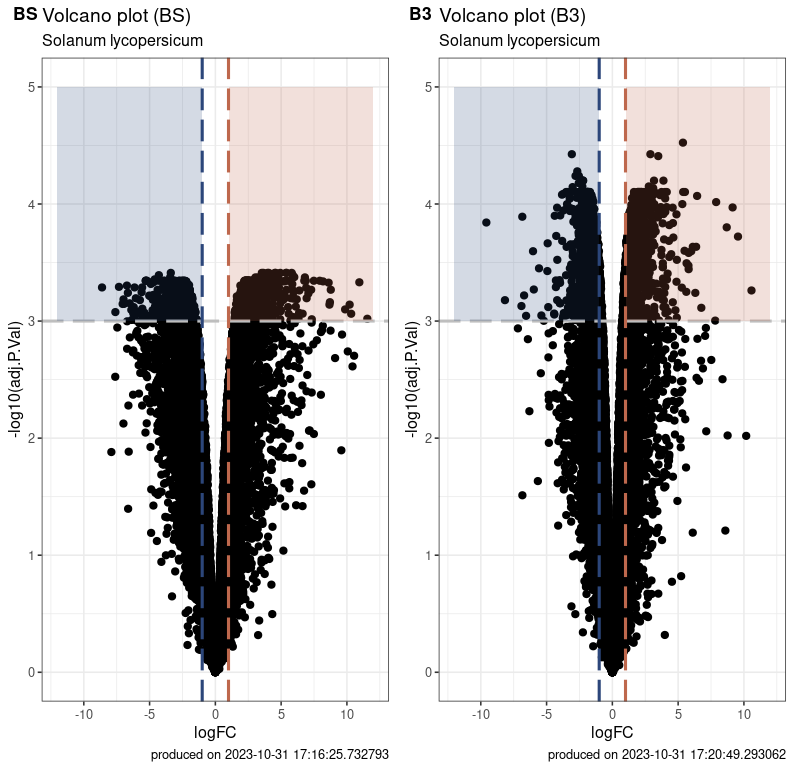 BS Volcano plot (BS)
Solanum lycopersicum
-log10(adj.P.Val)
5
4
3
2
1
0
-10 -5 0 5 10
logFC
produced on 2023-10-31 17:16:25.732793
B3 Volcano plot (B3)
Solanum lycopersicum
-log10(adj.P.Val)
5
4
3
2
1
0
-10 -5 0 5 10
logFC
produced on 2023-10-31 17:20:49.293062